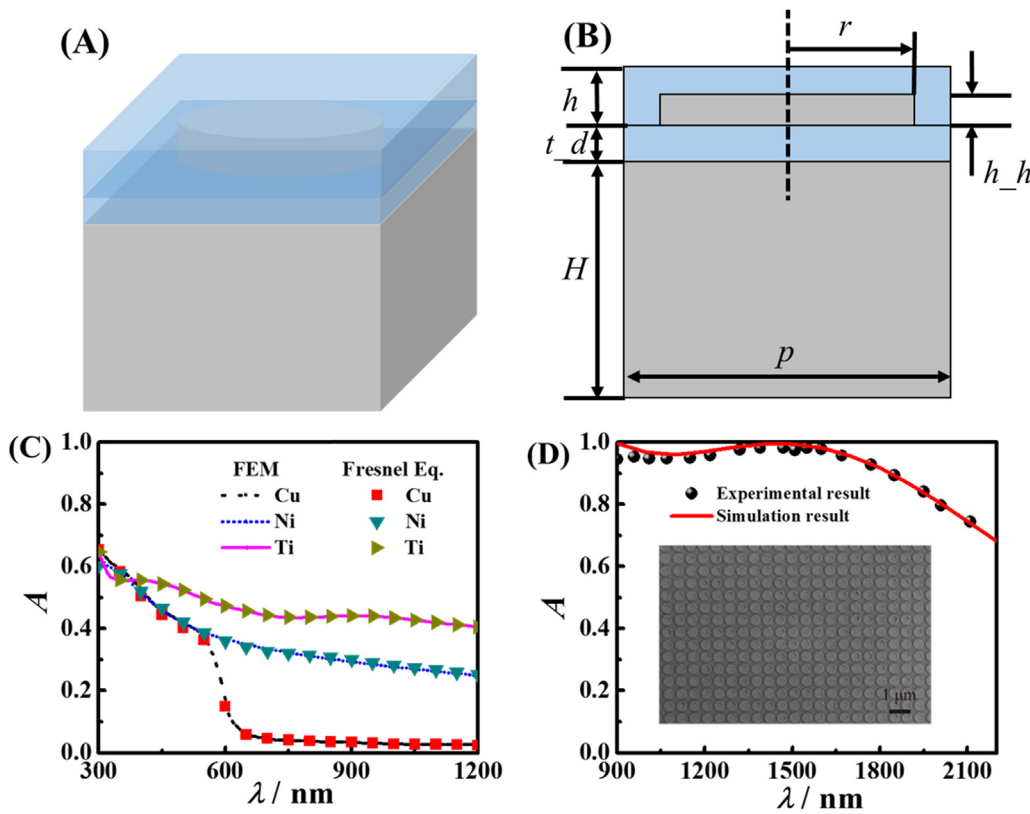 (A)
(B)
r
h
t_d
h_h
H
p
(C)
1.0
0.8
0.6
0.4
0.2
0.0
A
FEM Fresnel Eq.
Cu Cu
Ni Ni
Ti Ti
300 600 900 1200
λ / nm
(D)
1.0
0.8
0.6
0.4
0.2
0.0
A
Experimental result
Simulation result
1 μm
900 1200 1500 1800 2100
λ / nm